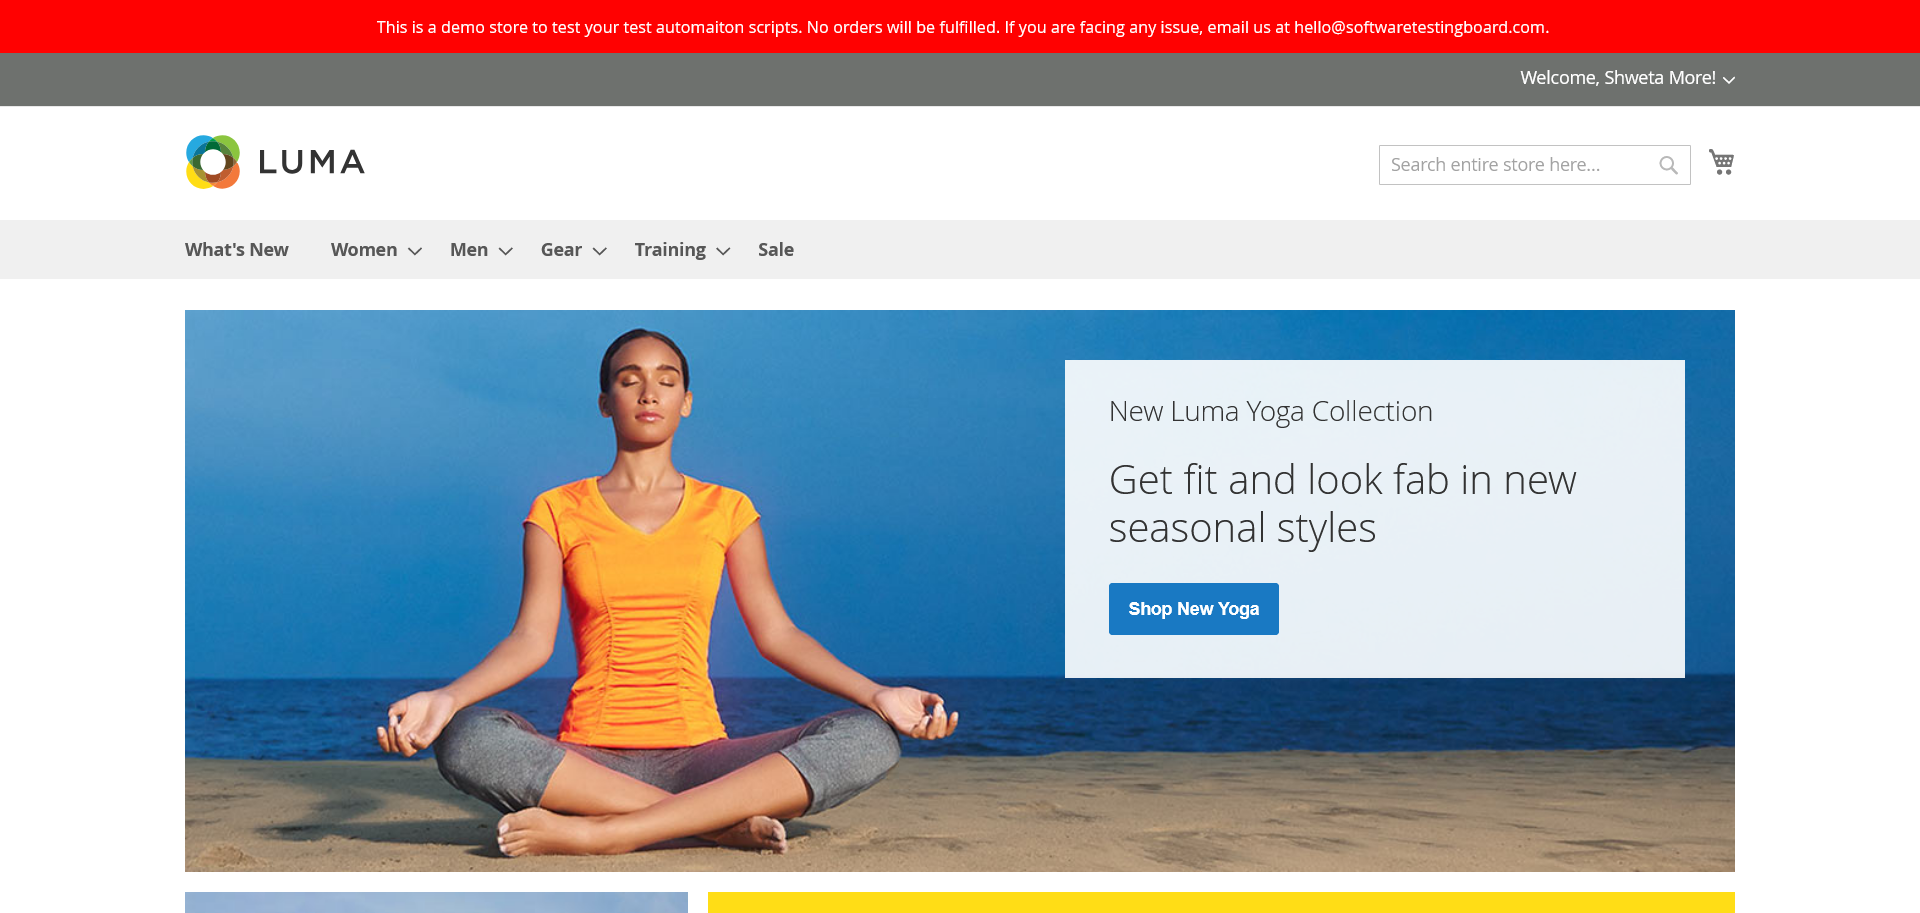 This is a demo store to test your test automaiton scripts. No orders will be fulfilled. If you are facing any issue, email us at hello@softwaretestingboard.com.
Welcome, Shweta More!
LUMA
Search entire store here...
What's New Women Men Gear Training Sale
New Luma Yoga Collection
Get fit and look fab in new
seasonal styles
Shop New Yoga